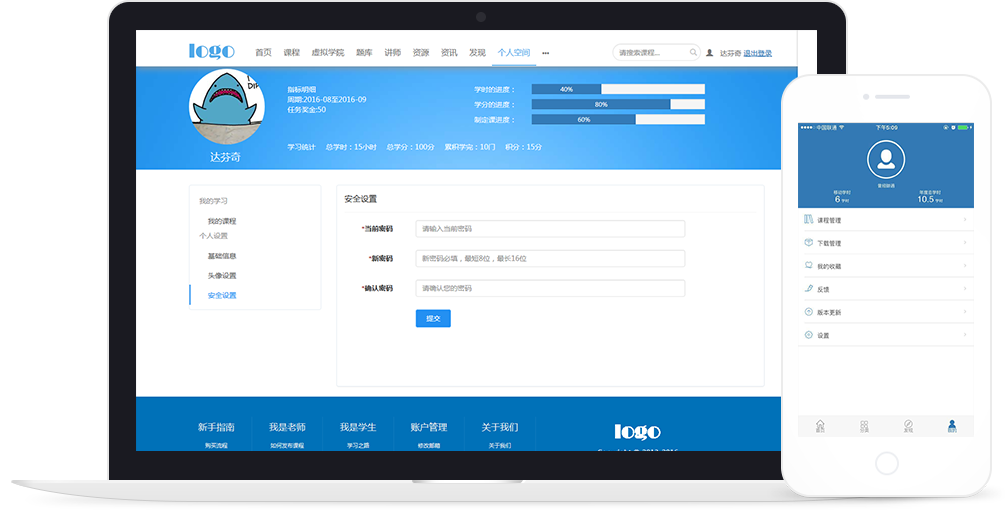 logo 首页 课程 虚拟学院 题库 讲师 资源 资讯 发现 个人空间 ••• 请搜索课程... 达芬奇 退出登录
指标明细
周期:2016-08至2016-09
任务奖金:50
学时的进度： 40%
学分的进度： 80%
制定课进度： 60%
达芬奇
学习统计 总学时：15小时 总学分：100分 累积学完：10门 积分：15分
我的学习
我的课程
个人设置
基础信息
头像设置
安全设置
安全设置
*当前密码 请输入当前密码
*新密码 新密码必填，最短8位，最长16位
*确认密码 请确认您的密码
提交
新手指南 我是老师 我是学生 账户管理 关于我们
购买流程 如何发布课程 学习之路 修改邮箱 关于我们
logo
中国联通 下午5:09
移动学时 年度总学时
6 学时 10.5 学时
课程管理
下载管理
我的收藏
反馈
版本更新
设置